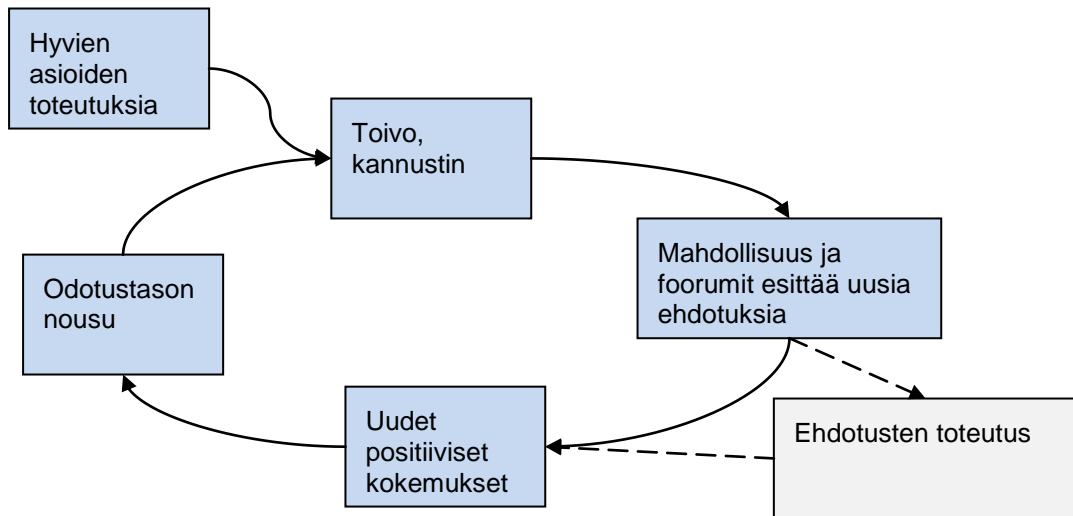 Hyvien
asioiden
toteutuksia
Toivo,
kannustin
Mahdollisuus ja
foorumit esittää uusia
ehdotuksia
Odotustason
nousu
Uudet
positiiviset
kokemukset
Ehdotusten toteutus